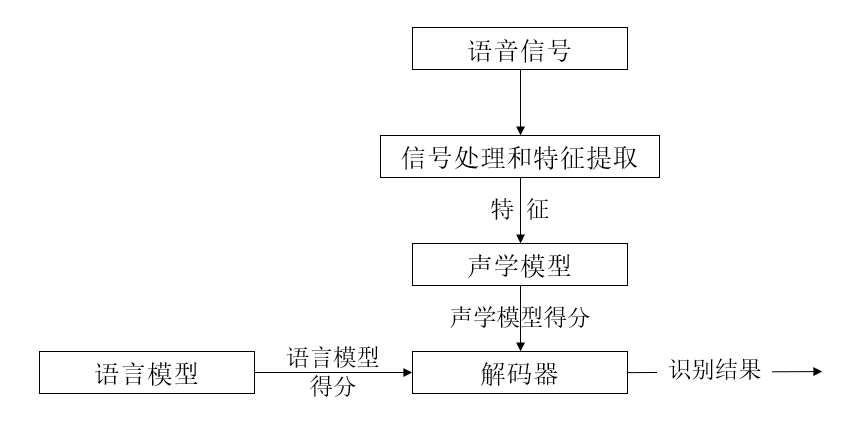 语音信号
信号处理和特征提取
特 征
声学模型
声学模型得分
语言模型
语言模型
得分
解码器
识别结果